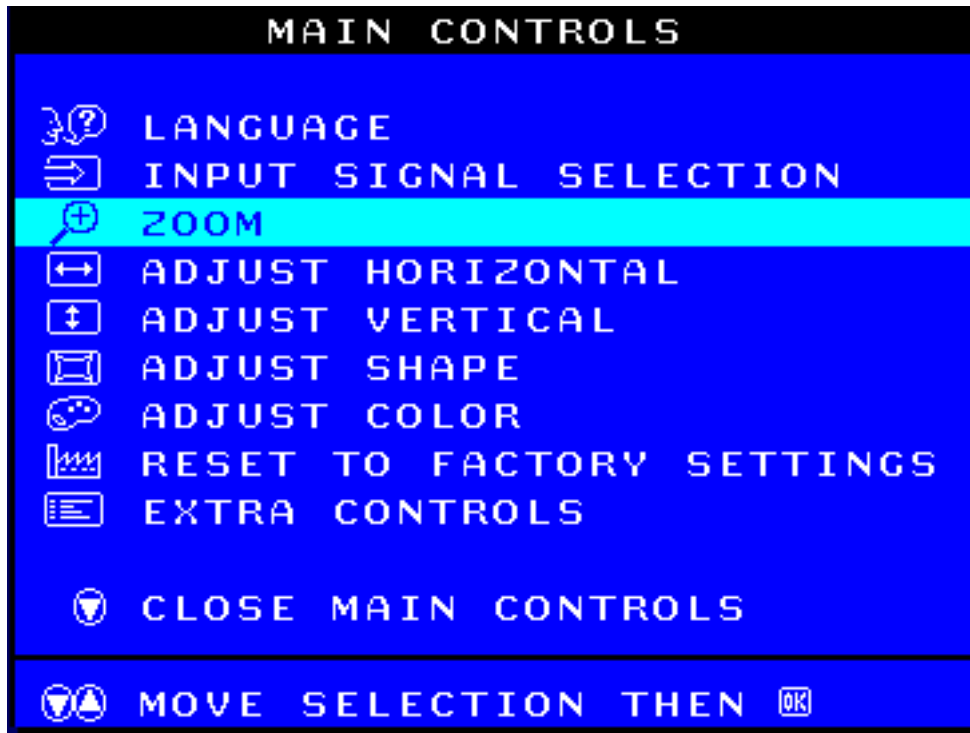 MAIN CONTROLS
LANGUAGE
INPUT SIGNAL SELECTION
ZOOM
ADJUST HORIZONTAL
ADJUST VERTICAL
ADJUST SHAPE
ADJUST COLOR
RESET TO FACTORY SETTINGS
EXTRA CONTROLS
CLOSE MAIN CONTROLS
MOVE SELECTION THEN OK